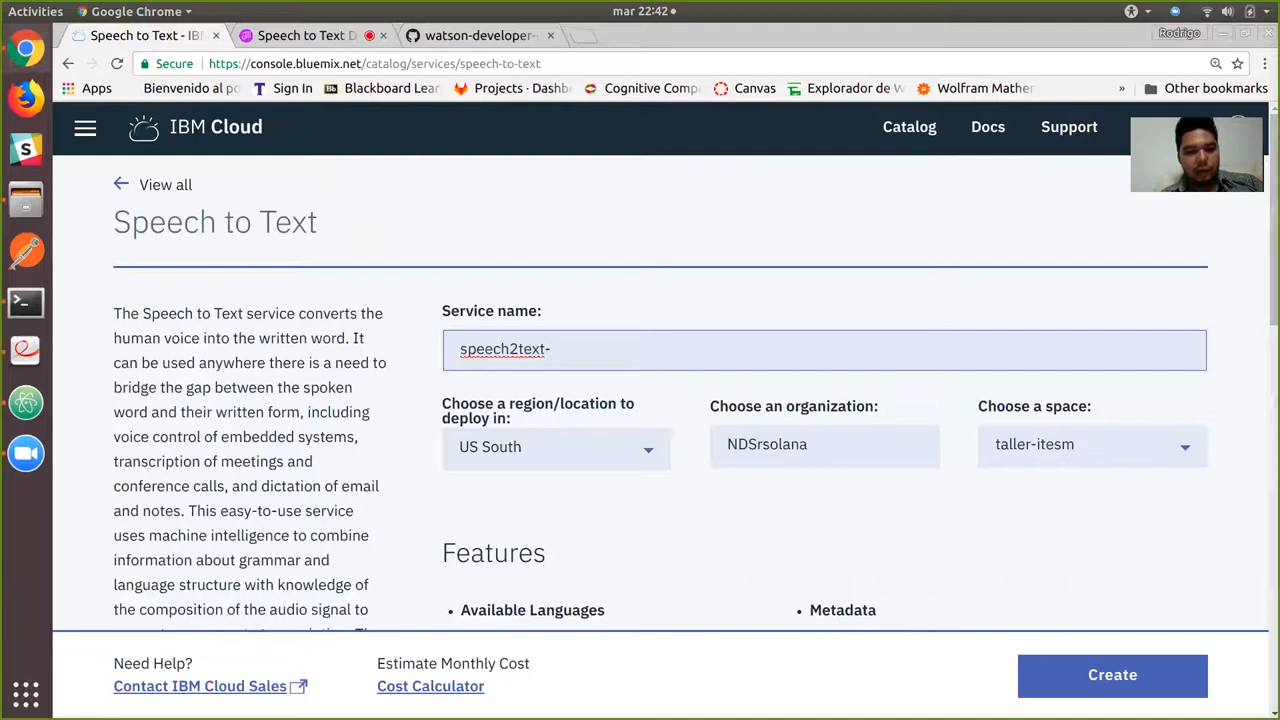 Activities
Google Chrome
mar 22:42
Speech to Text - IBM
Speech to Text D
watson-developer-
Rodrigo
Secure
https://console.bluemix.net/catalog/services/speech-to-text
Apps
Bienvenido al po
Sign In
Blackboard Lear
Projects · Dashb
Cognitive Comp
Canvas
Explorador de W
Wolfram Mathe
»
Other bookmarks
IBM Cloud
Catalog
Docs
Support
View all
Speech to Text
The Speech to Text service converts the
human voice into the written word. It
can be used anywhere there is a need to
bridge the gap between the spoken
word and their written form, including
voice control of embedded systems,
transcription of meetings and
conference calls, and dictation of email
and notes. This easy-to-use service
uses machine intelligence to combine
information about grammar and
language structure with knowledge of
the composition of the audio signal to
Service name:
speech2text-
Choose a region/location to
deploy in:
US South
Choose an organization:
NDSrsolana
Choose a space:
taller-itesm
Features
• Available Languages
• Metadata
Need Help?
Contact IBM Cloud Sales
Estimate Monthly Cost
Cost Calculator
Create